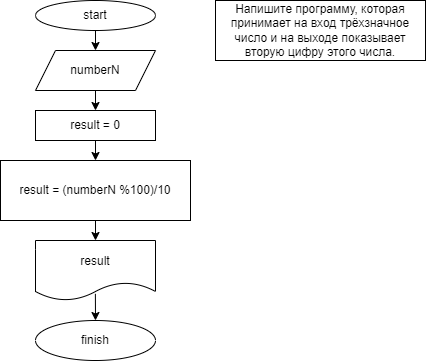 start
numberN
result = 0
result = (numberN %100)/10
result
finish
Напишите программу, которая
принимает на вход трёхзначное
число и на выходе показывает
вторую цифру этого числа.